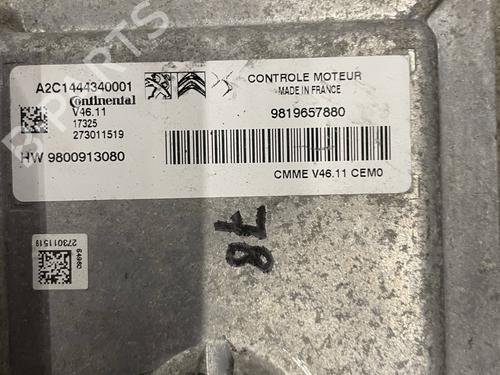 A2C1444340001
Continental
V46.11
17325
273011519
HW 9800913080
CONTROLE MOTEUR
MADE IN FRANCE
9819657880
CMME V46.11 CEM0
273011519
B PARTS